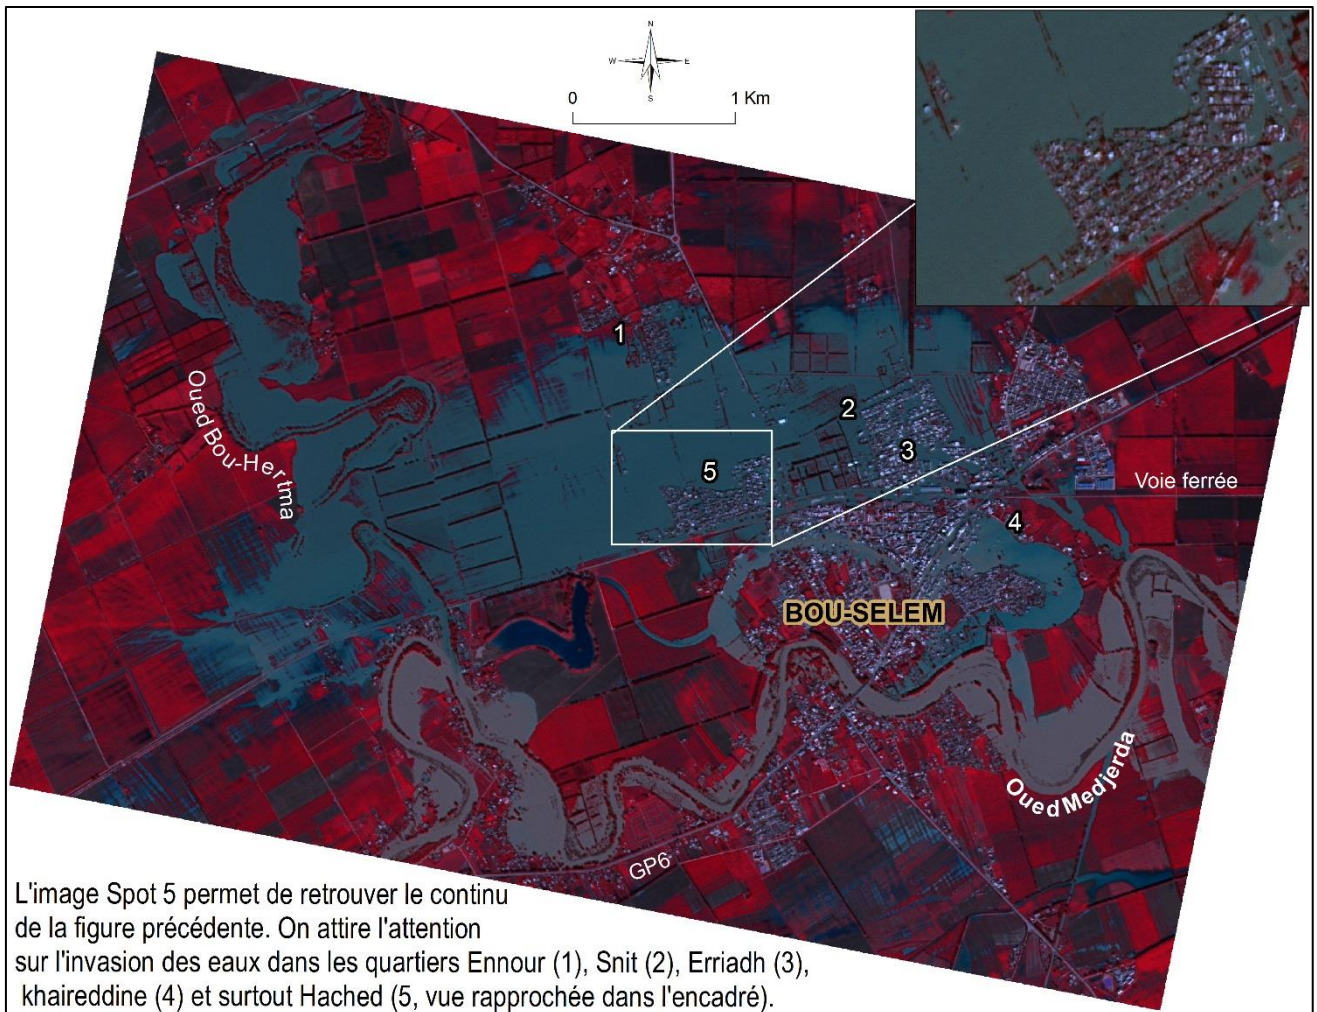 N
W E
S
0 1 Km
1
2
3
5
4
Oued Bou-Hertma
Voie ferrée
BOU-SELEM
Oued Medjerda
GP6
L'image Spot 5 permet de retrouver le continu
de la figure précédente. On attire l'attention
sur l'invasion des eaux dans les quartiers Ennour (1), Snit (2), Erriadh (3),
khaireddine (4) et surtout Hached (5, vue rapprochée dans l'encadré).